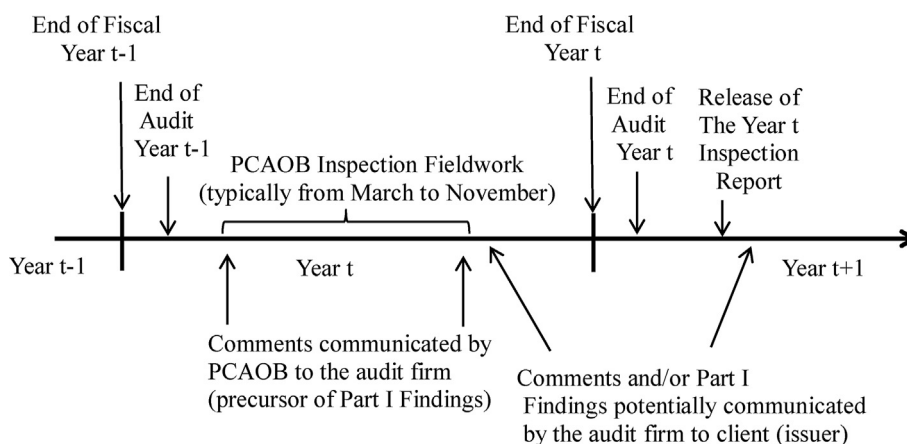 End of Fiscal
Year t-1
End of
Audit
Year t-1
PCAOB Inspection Fieldwork
(typically from March to November)
End of Fiscal
Year t
End of
Audit
Year t
Release of
The Year t
Inspection
Report
Year t-1
Year t
Year t+1
Comments communicated by
PCAOB to the audit firm
(precursor of Part I Findings)
Comments and/or Part I
Findings potentially communicated
by the audit firm to client (issuer)